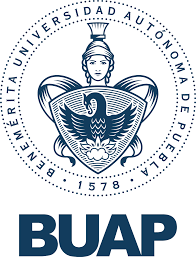 BENEMÉRITA UNIVERSIDAD AUTÓNOMA DE PUEBLA
· 1578 ·
BUAP